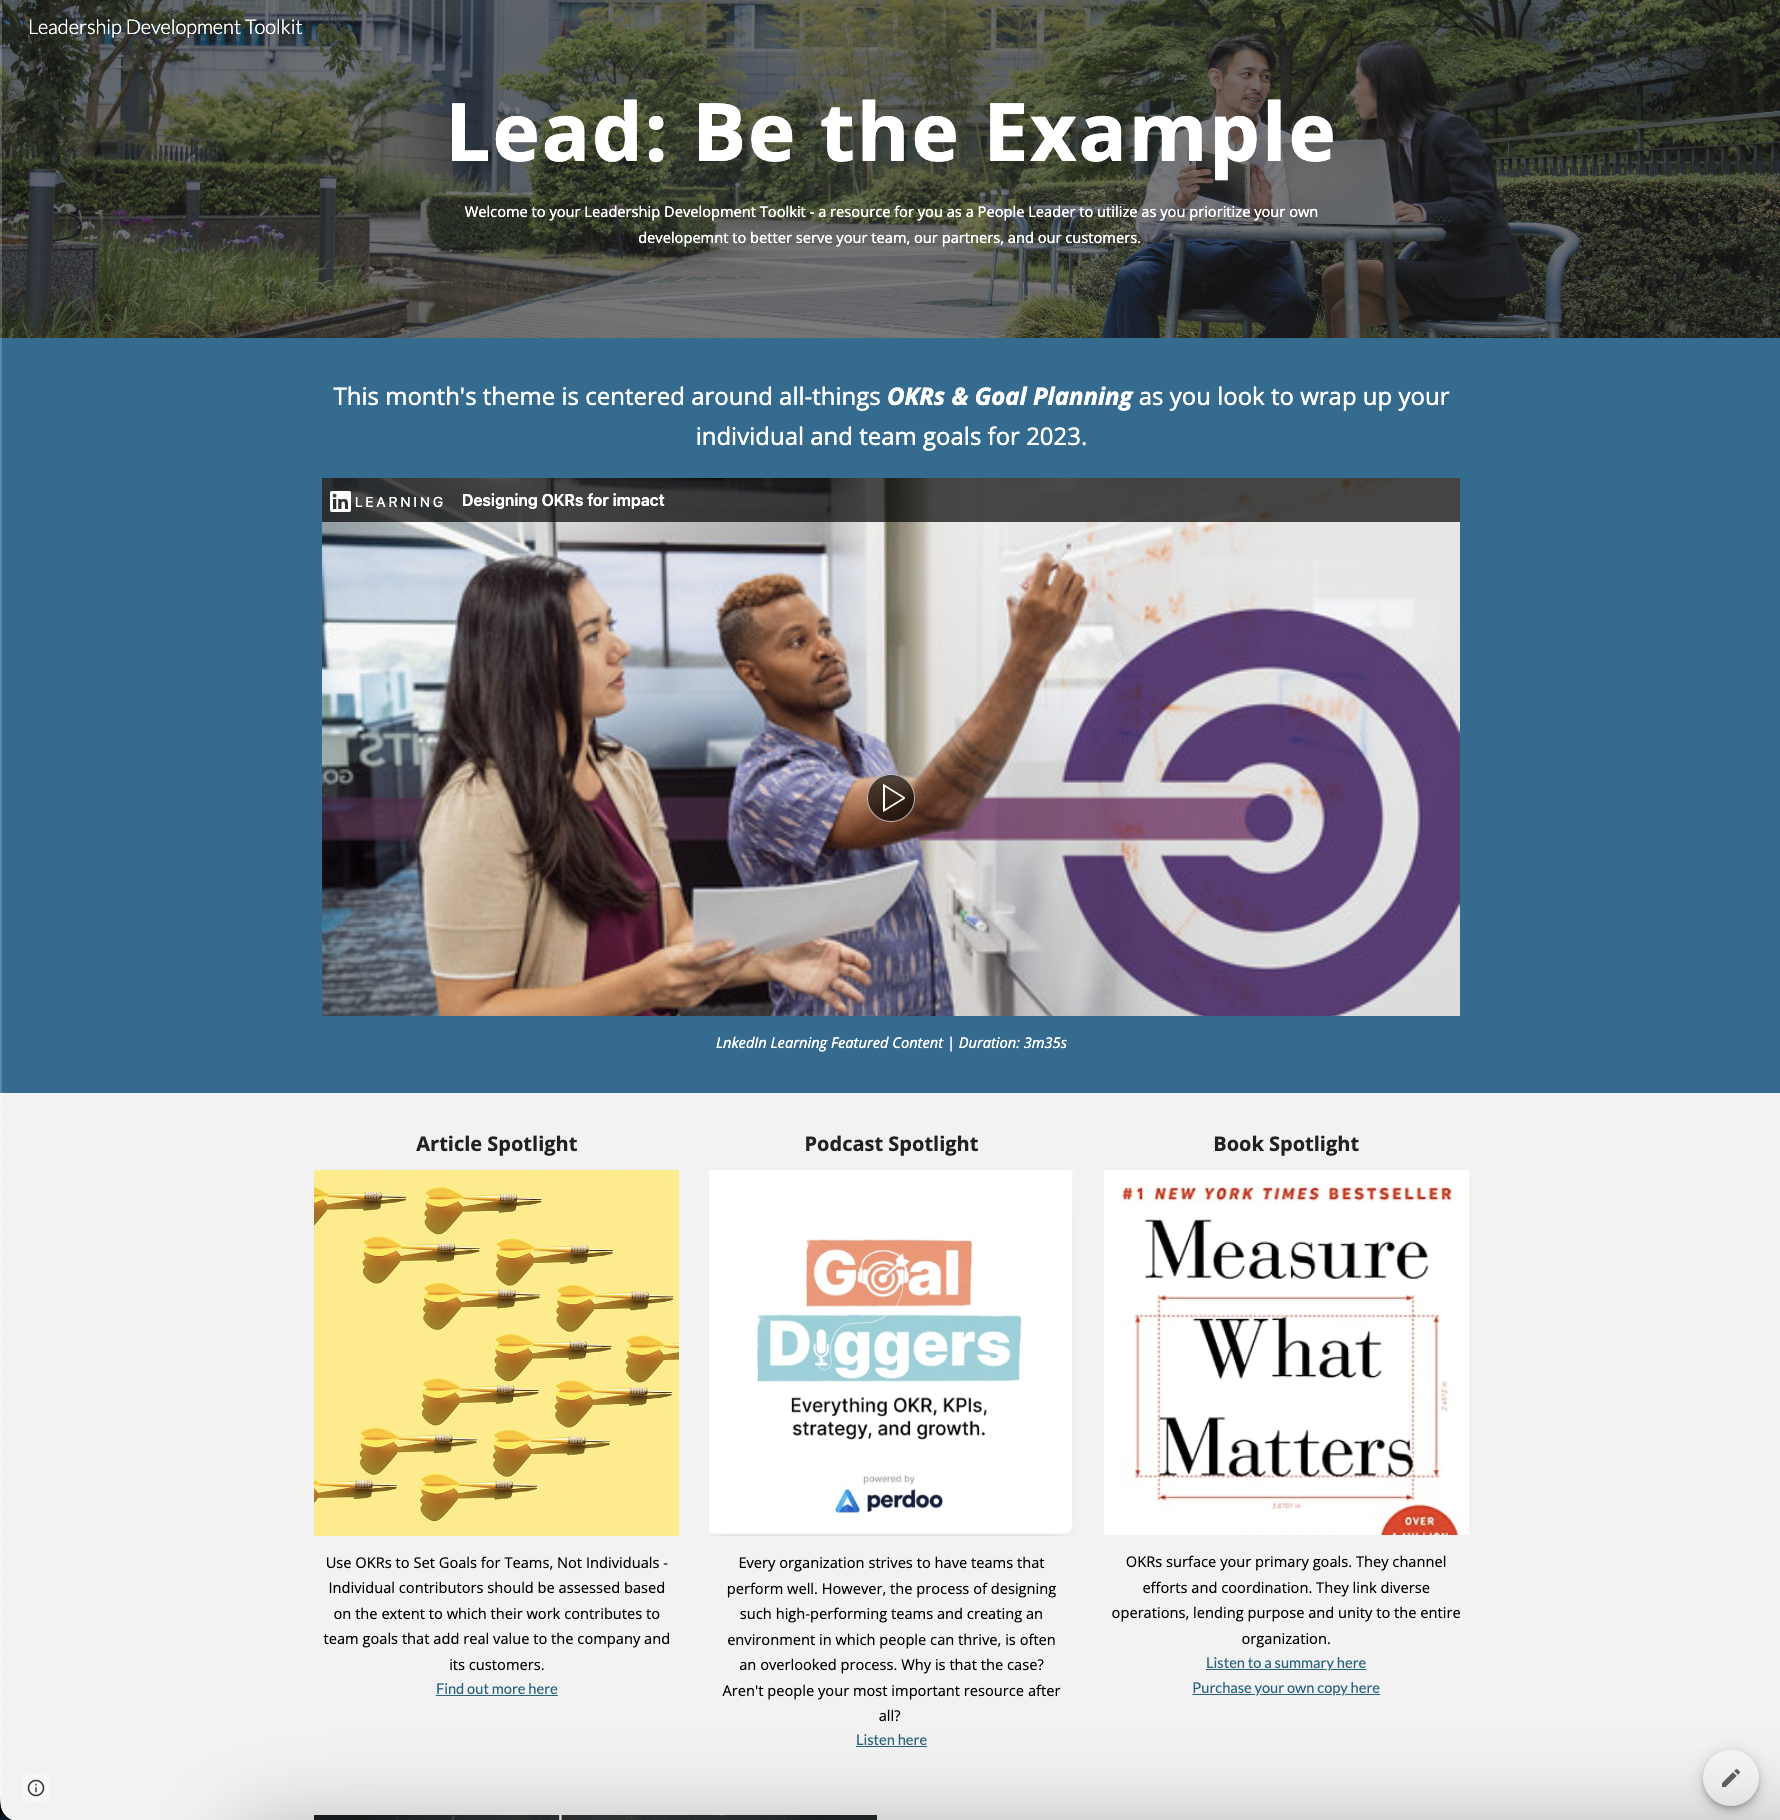 Leadership Development Toolkit
Lead: Be the Example
Welcome to your Leadership Development Toolkit - a resource for you as a People Leader to utilize as you prioritize your own
developemnt to better serve your team, our partners, and our customers.
This month's theme is centered around all-things OKRs & Goal Planning as you look to wrap up your
individual and team goals for 2023.
in LEARNING Designing OKRs for impact
LnkedIn Learning Featured Content | Duration: 3m35s
Article Spotlight
Use OKRs to Set Goals for Teams, Not Individuals -
Individual contributors should be assessed based
on the extent to which their work contributes to
team goals that add real value to the company and
its customers.
Find out more here
Podcast Spotlight
Goal
Diggers
Everything OKR, KPIs,
strategy, and growth.
powered by
perdoo
Every organization strives to have teams that
perform well. However, the process of designing
such high-performing teams and creating an
environment in which people can thrive, is often
an overlooked process. Why is that the case?
Aren't people your most important resource after
all?
Listen here
Book Spotlight
#1 NEW YORK TIMES BESTSELLER
Measure
What
Matters
OVER
OKRs surface your primary goals. They channel
efforts and coordination. They link diverse
operations, lending purpose and unity to the entire
organization.
Listen to a summary here
Purchase your own copy here